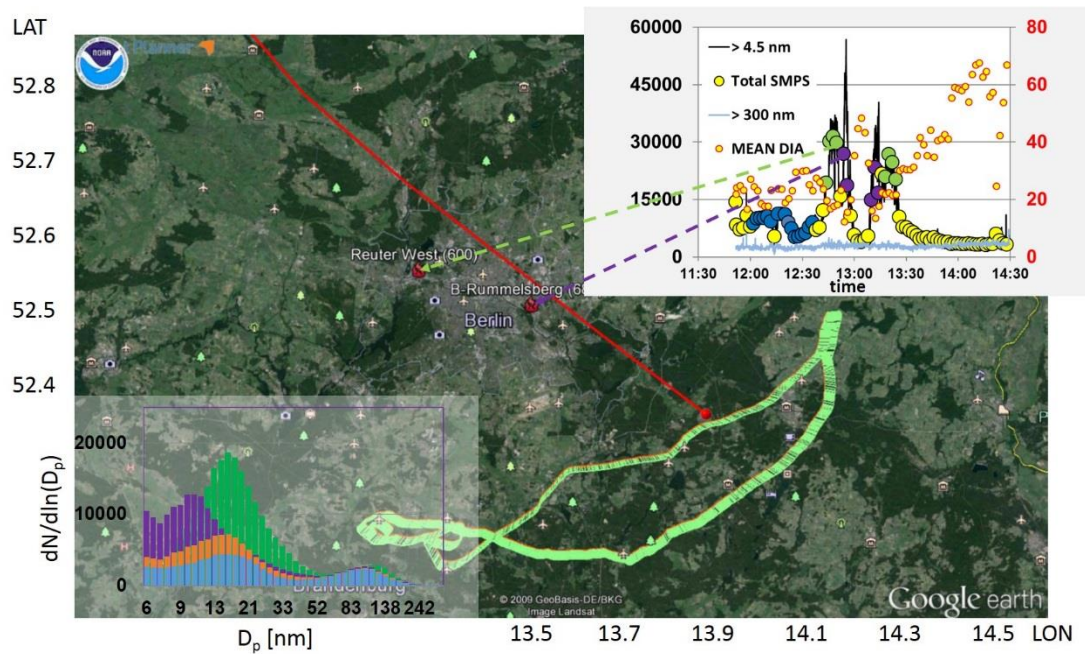 LAT
52.8
52.7
52.6
52.5
52.4
NOAA
Planner
60000
45000
30000
15000
0
80
60
40
20
0
> 4.5 nm
Total SMPS
> 300 nm
MEAN DIA
11:30 12:00 12:30 13:00 13:30 14:00 14:30
time
Reuter West (600)
B-Rummelsberg
Berlin
20000
10000
0
dN/dln(Dp)
Brandenburg
6 9 13 21 33 52 83 138 242
Dp [nm]
© 2009 GeoBasis-DE/BKG
Image Landsat
Google earth
13.5 13.7 13.9 14.1 14.3 14.5 LON